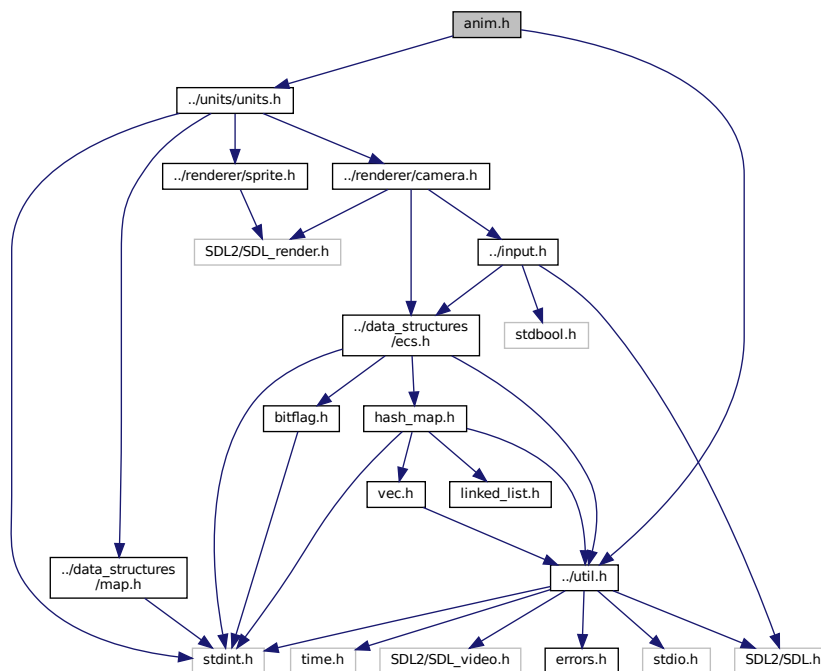 anim.h
../units/units.h
../renderer/sprite.h
../renderer/camera.h
SDL2/SDL_render.h
../input.h
../data_structures
/ecs.h
stdbool.h
bitflag.h
hash_map.h
vec.h
linked_list.h
../data_structures
/map.h
../util.h
stdint.h
time.h
SDL2/SDL_video.h
errors.h
stdio.h
SDL2/SDL.h